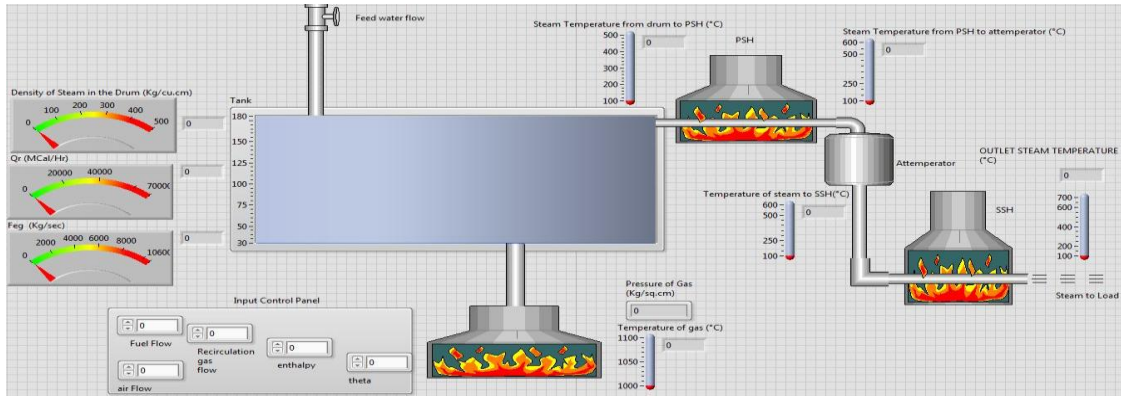 Feed water flow
Steam Temperature from drum to PSH (°C)
500
400
300
200
100
0
PSH
Steam Temperature from PSH to attemperator (°C)
600
500
250
100
0
Density of Steam in the Drum (Kg/cu.cm)
0
100
200
300
400
500
0
Qr (MCal/Hr)
0
20000
40000
7000
0
Feg (Kg/sec)
0
2000
4000
6000
8000
1060
0
Tank
180
150
125
100
75
50
30
Attemperator
OUTLET STEAM TEMPERATURE
(°C)
0
700
500
250
100
Temperature of steam to SSH(°C)
600
500
250
100
0
SSH
Steam to Load
Pressure of Gas
(Kg/sq.cm)
0
Temperature of gas (°C)
1100
1050
1000
0
Input Control Panel
0
Fuel Flow
0
Recirculation
gas
flow
0
enthalpy
0
theta
0
air Flow